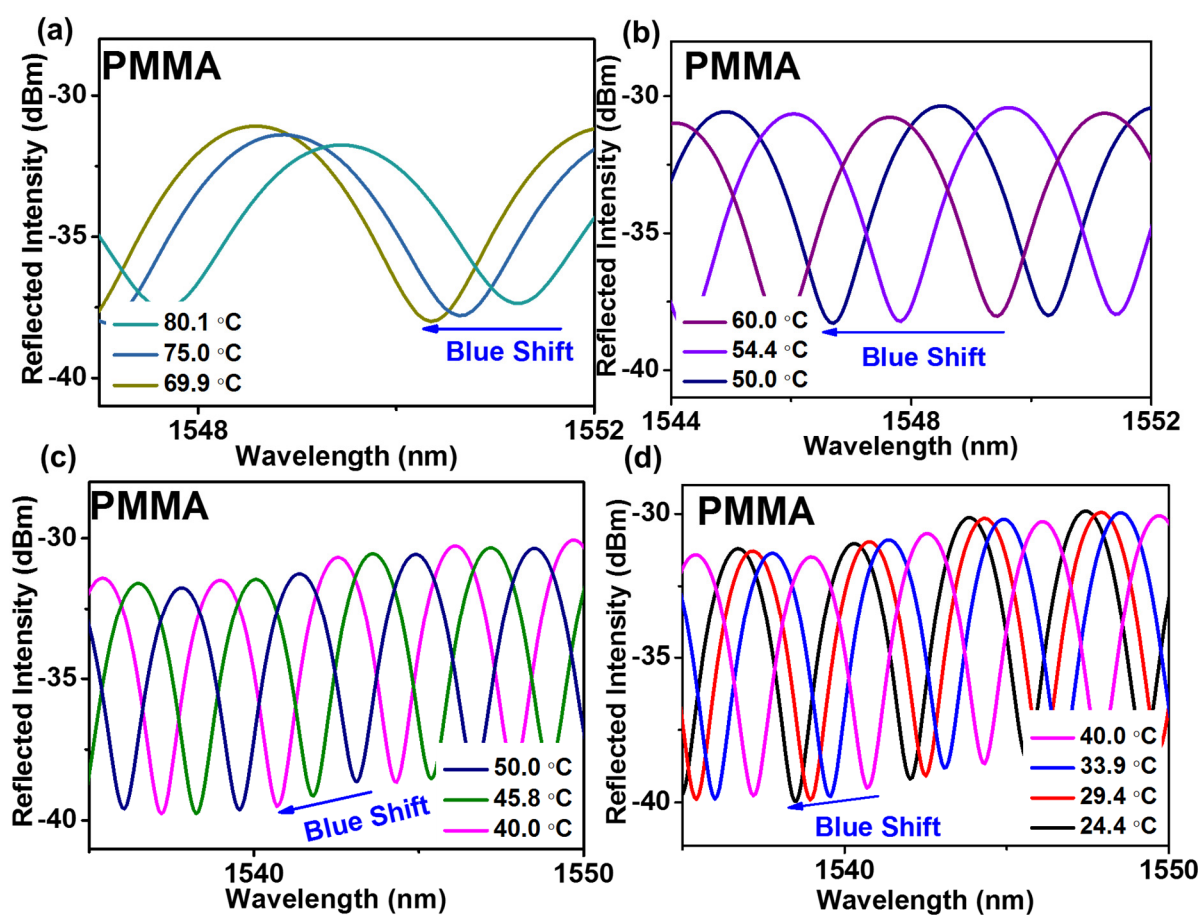 (a)
PMMA
Reflected Intensity (dBm)
-30
-35
-40
80.1 °C
75.0 °C
69.9 °C
Blue Shift
1548
1552
Wavelength (nm)
(b)
PMMA
Reflected Intensity (dBm)
-30
-35
-40
60.0 °C
54.4 °C
50.0 °C
Blue Shift
1544
1548
1552
Wavelength (nm)
(c)
PMMA
Reflected Intensity (dBm)
-30
-35
-40
50.0 °C
45.8 °C
40.0 °C
Blue Shift
1540
1550
Wavelength (nm)
(d)
PMMA
Reflected Intensity (dBm)
-30
-35
-40
40.0 °C
33.9 °C
29.4 °C
24.4 °C
Blue Shift
1540
1550
Wavelength (nm)